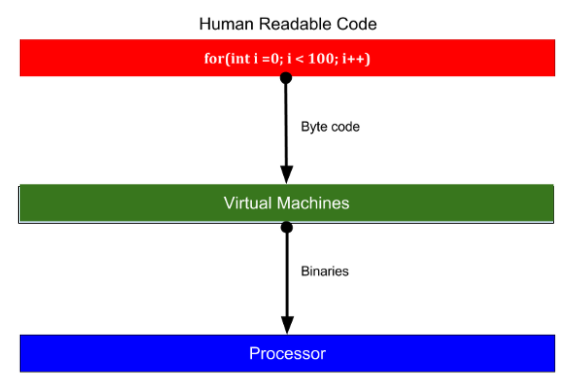 Human Readable Code
for(int i =0; i < 100; i++)
Byte code
Virtual Machines
Binaries
Processor